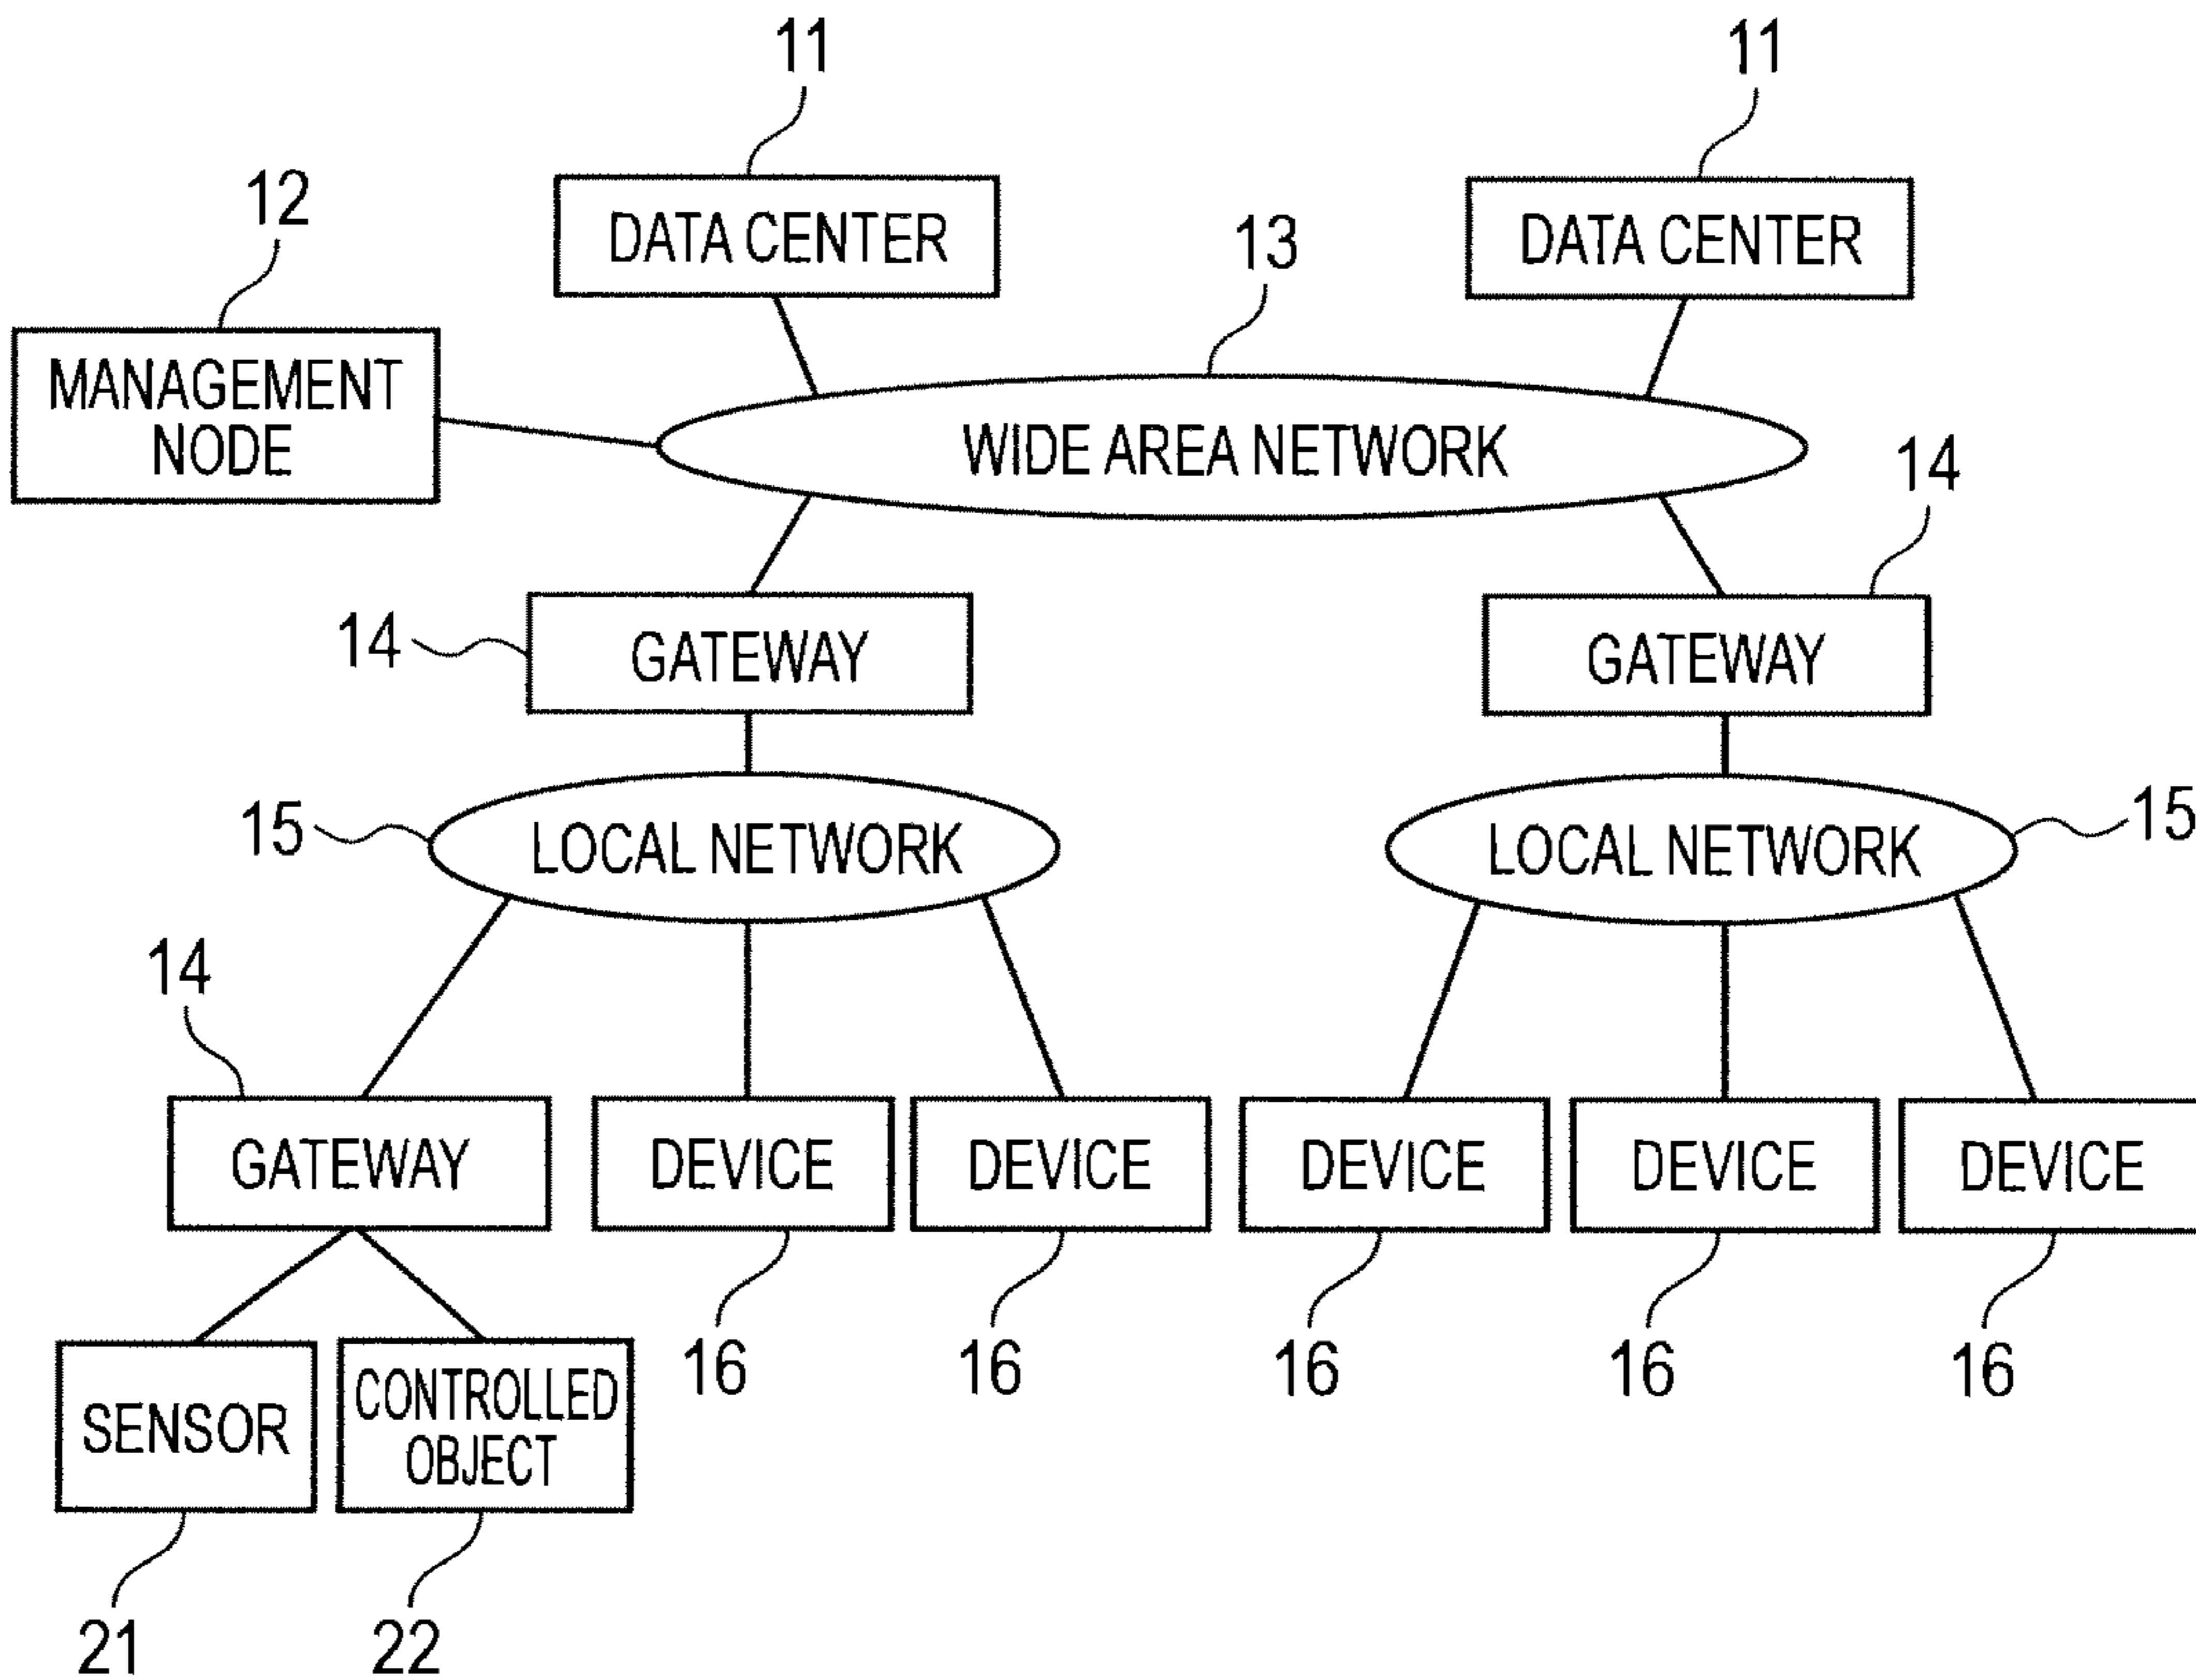 11
11
12
DATA CENTER
DATA CENTER
13
MANAGEMENT
NODE
WIDE AREA NETWORK
14
14
GATEWAY
GATEWAY
15
LOCAL NETWORK
LOCAL NETWORK
15
14
GATEWAY
DEVICE
DEVICE
DEVICE
DEVICE
DEVICE
16
16
16
16
16
SENSOR
CONTROLLED
OBJECT
21
22